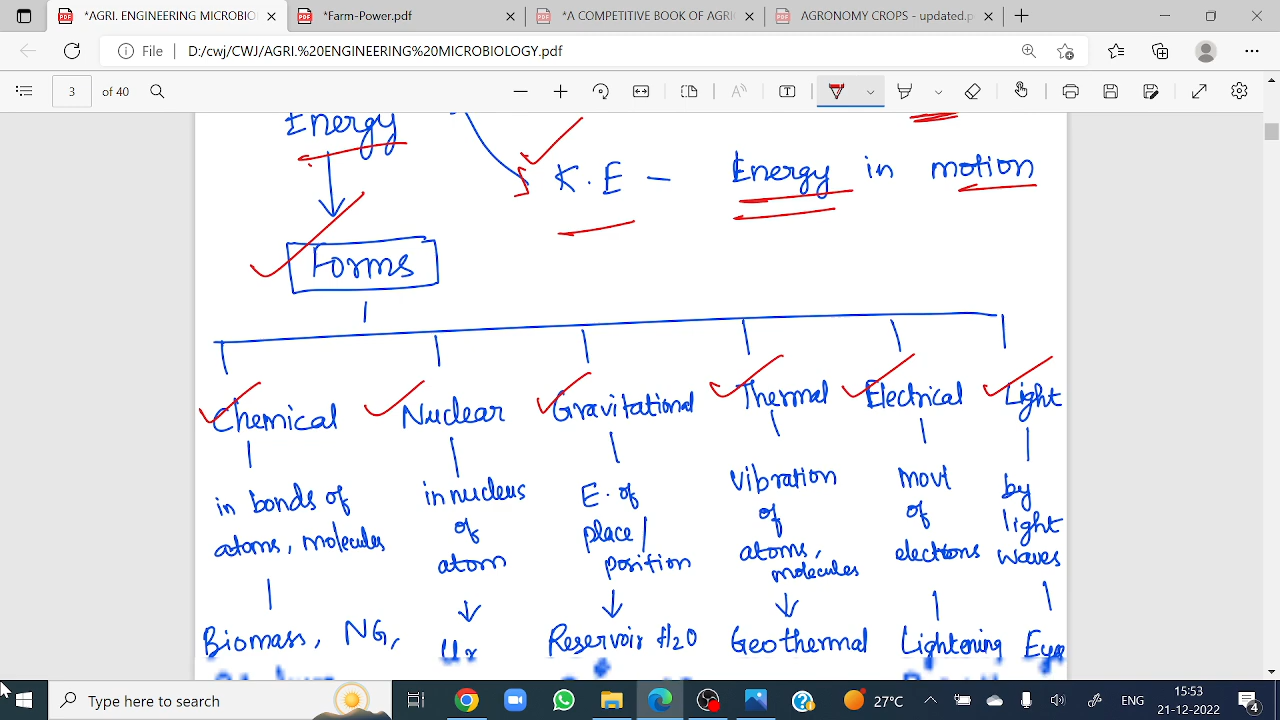 *AGRI. ENGINEERING MICROBIO
*Farm-Power.pdf
*A COMPETITIVE BOOK OF AGRI
AGRONOMY CROPS - updated.p
File D:/cwj/CWJ/AGRI.%20ENGINEERING%20MICROBIOLOGY.pdf
3 of 40
Energy
K.E — Energy in motion
Forms
Chemical Nuclear Gravitational Thermal Electrical Light
in bonds of atoms, molecules
in nucleus of atom
E. of place/ position
vibration of atoms, molecules
movt of electrons
by light waves
Biomass, NG, Reservoir Geothermal Lightening
Type here to search
27°C ENG 15:53
21-12-2022
4